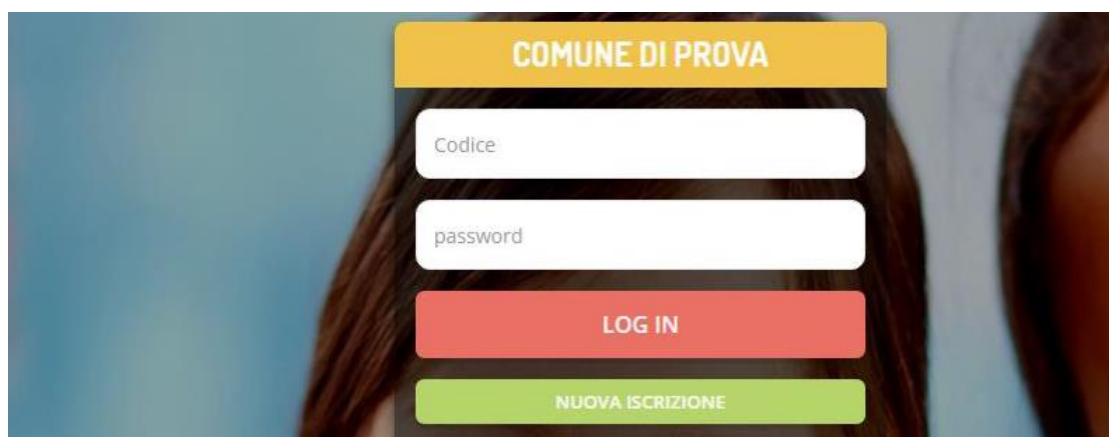 COMUNE DI PROVA
Codice
password
LOG IN
NUOVA ISCRIZIONE